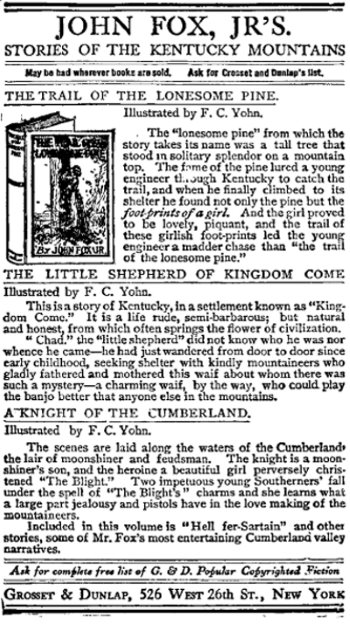 JOHN FOX, JR'S.
STORIES OF THE KENTUCKY MOUNTAINS
May be had wherever books are sold. Ask for Grosset and Dunlap's list.
THE TRAIL OF THE LONESOME PINE.
Illustrated by F. C. Yohn.
The "lonesome pine" from which the
story takes its name was a tall tree that
stood in solitary splendor on a mountain
top. The fame of the pine lured a young
engineer through Kentucky to catch the
trail, and when he finally climbed to its
shelter he found not only the pine but the
foot-prints of a girl. And the girl proved
to be lovely, piquant, and the trail of
these girlish foot-prints led the young
engineer a madder chase than "the trail
of the lonesome pine."
THE TRAIL OF THE
LONESOME PINE
By JOHN FOX JR
THE LITTLE SHEPHERD OF KINGDOM COME
Illustrated by F. C. Yohn.
This is a story of Kentucky, in a settlement known as "King-
dom Come." It is a life rude, semi-barbarous; but natural
and honest, from which often springs the flower of civilization.
"Chad." the "little shepherd" did not know who he was nor
whence he came—he had just wandered from door to door since
early childhood, seeking shelter with kindly mountaineers who
gladly fathered and mothered this waif about whom there was
such a mystery—a charming waif, by the way, who could play
the banjo better that anyone else in the mountains.
A KNIGHT OF THE CUMBERLAND.
Illustrated by F. C. Yohn.
The scenes are laid along the waters of the Cumberland,
the lair of moonshiner and feudsman. The knight is a moon-
shiner's son, and the heroine a beautiful girl perversely chris-
tened "The Blight." Two impetuous young Southerners' fall
under the spell of "The Blight's" charms and she learns what
a large part jealousy and pistols have in the love making of the
mountaineers.
Included in this volume is "Hell fer-Sartain" and other
stories, some of Mr. Fox's most entertaining Cumberland valley
narratives.
Ask for complete free list of G. & D. Popular Copyrighted Fiction
GROSSET & DUNLAP, 526 WEST 26th ST., NEW YORK